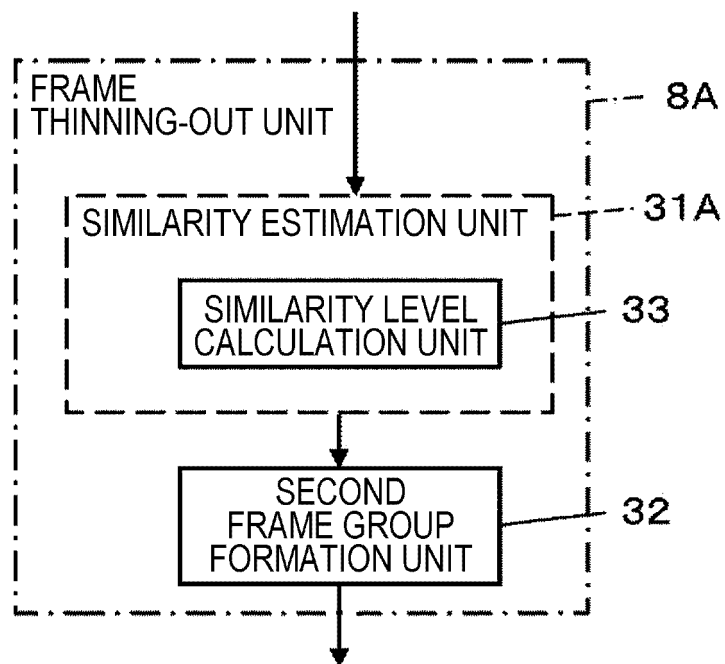 FRAME
THINNING-OUT UNIT
8A
SIMILARITY ESTIMATION UNIT
31A
SIMILARITY LEVEL
CALCULATION UNIT
33
SECOND
FRAME GROUP
FORMATION UNIT
32